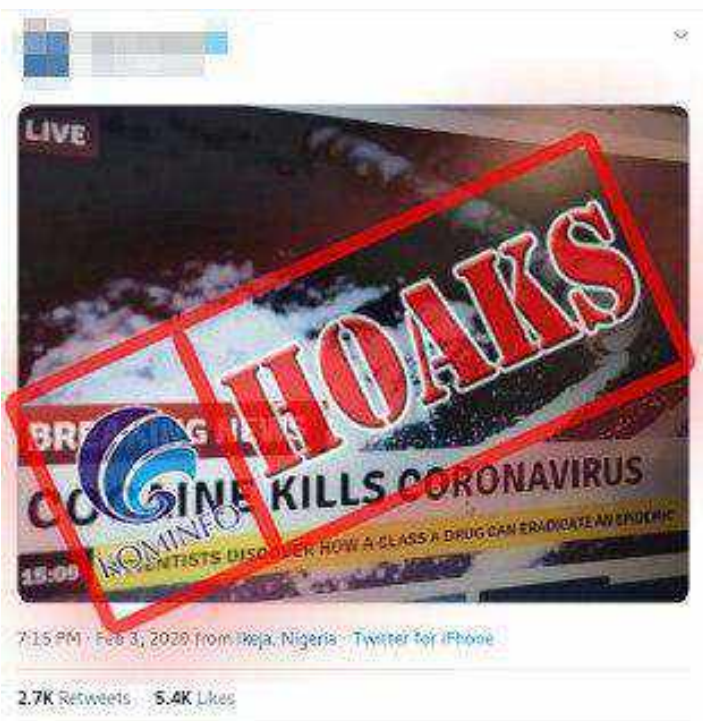 LIVE
HOAKS
KOMINFO
KILLS CORONAVIRUS
HOW A CLASS A DRUG CAN ERADICATE AN EPIDEMIC
15:09
7:15 PM · Feb 3, 2020 from Ikeja, Nigeria · Twitter for iPhone
2.7K Retweets 5.4K Likes